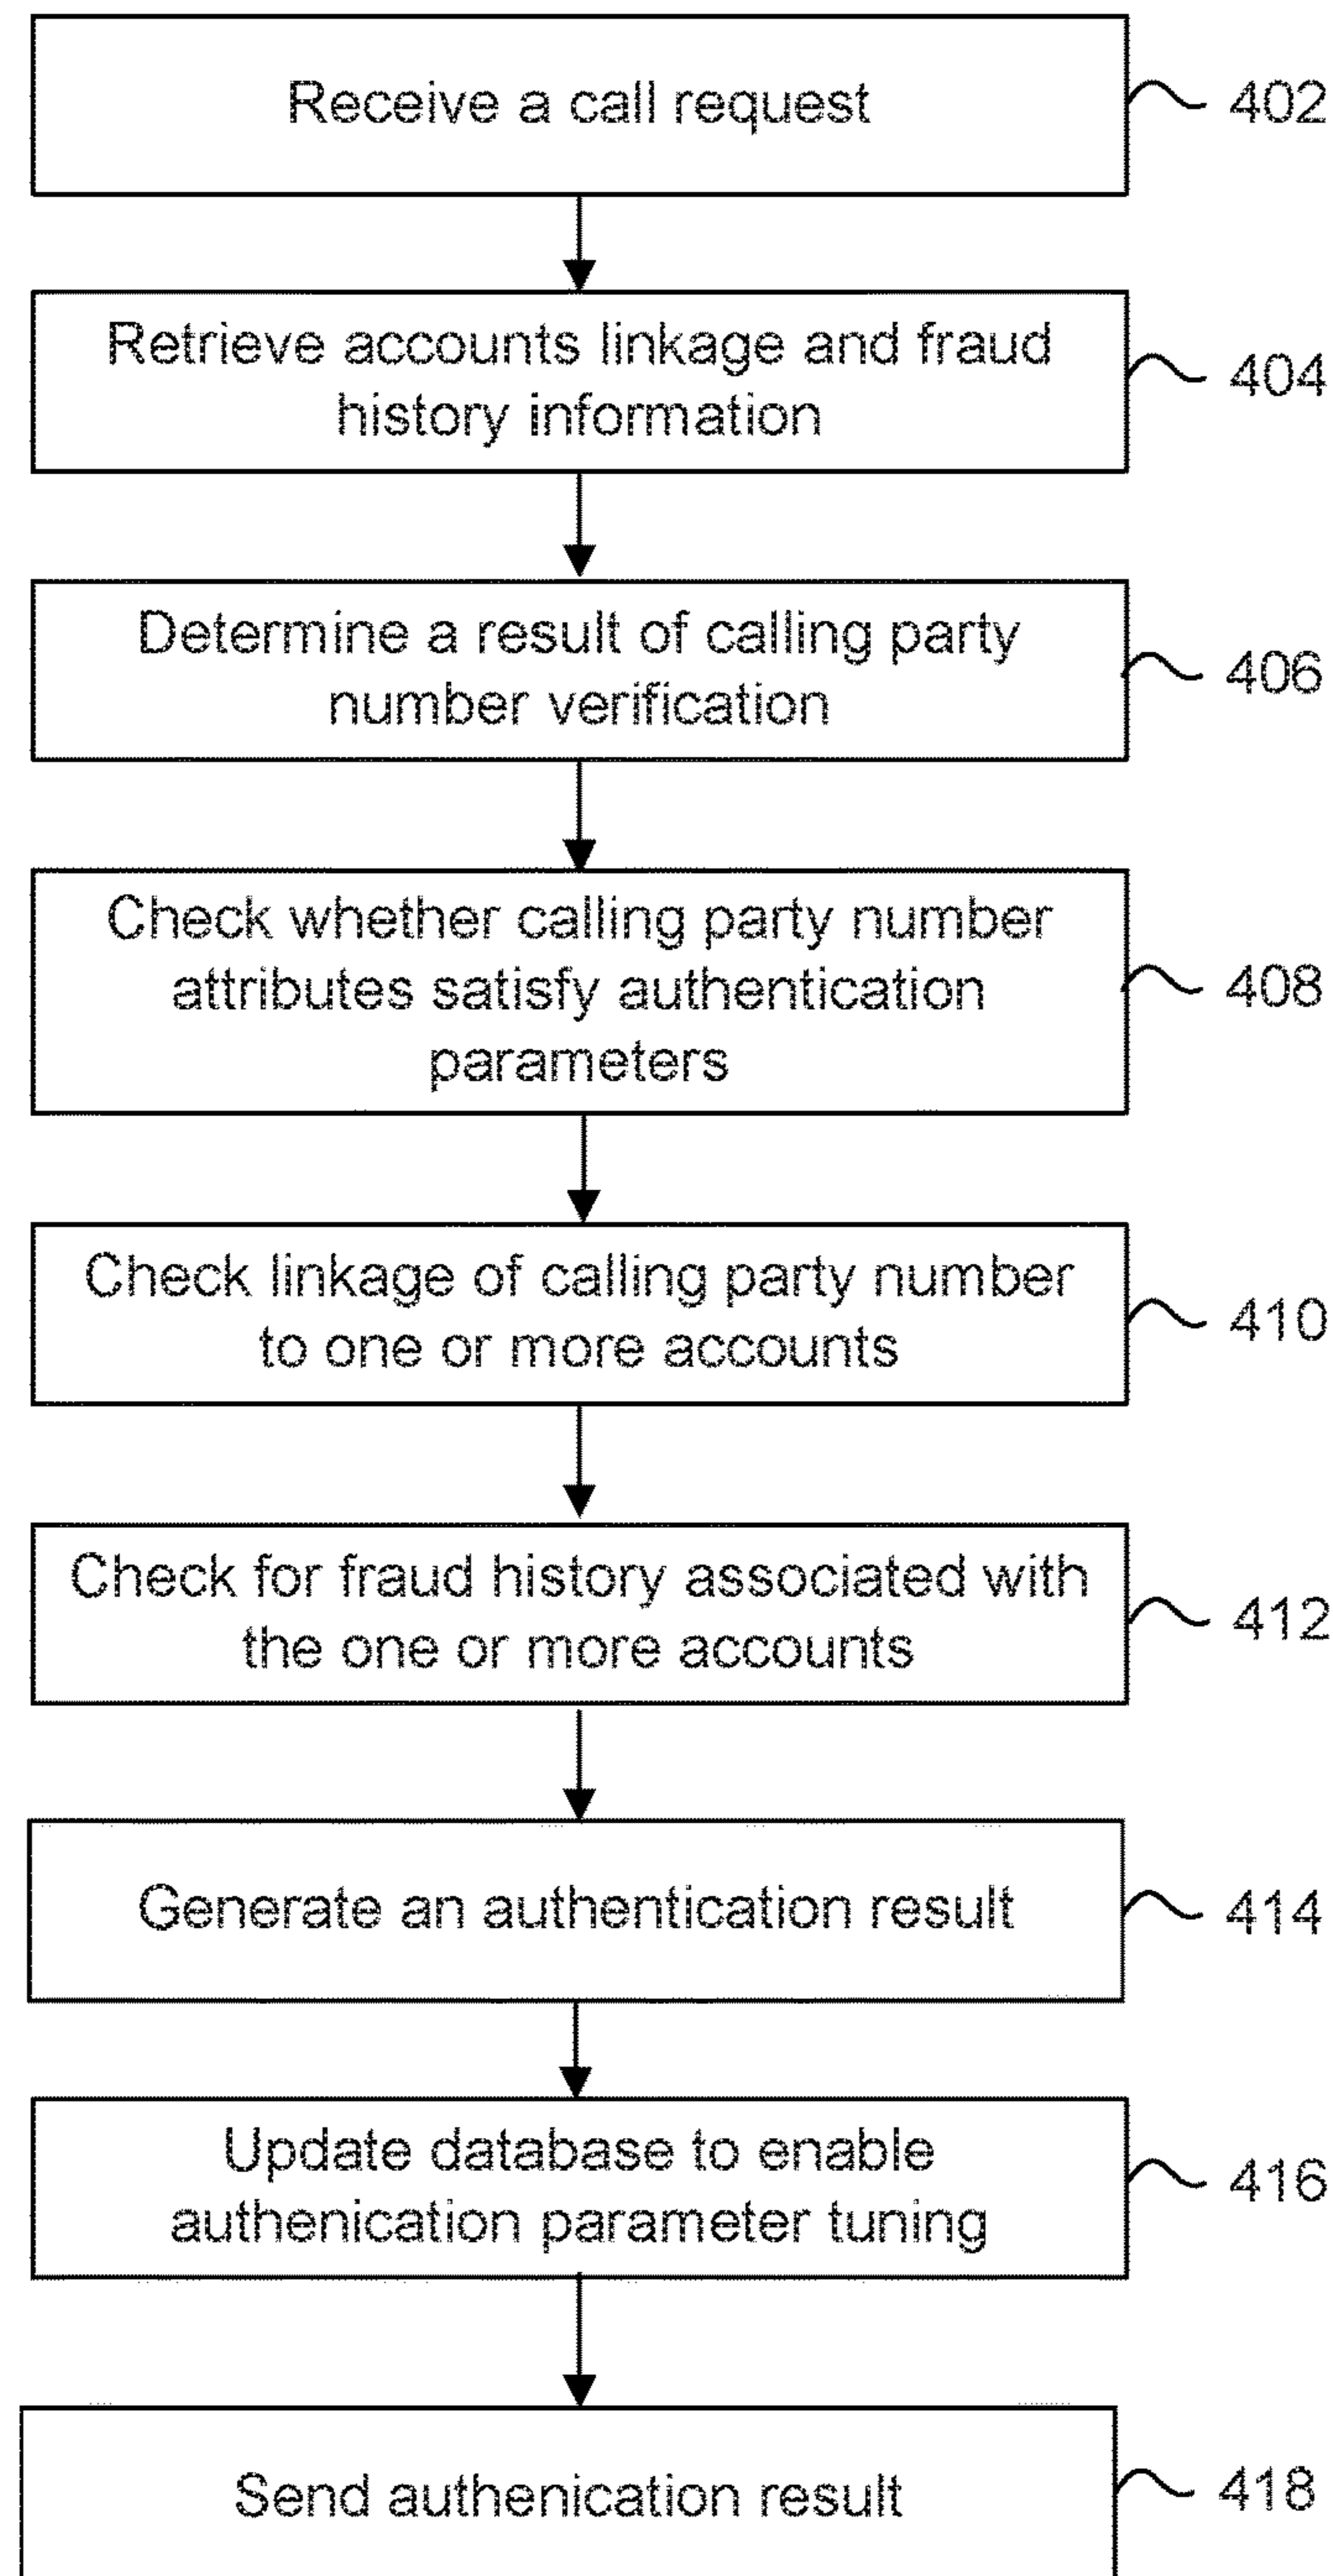 Receive a call request
402
Retrieve accounts linkage and fraud
history information
404
Determine a result of calling party
number verification
406
Check whether calling party number
attributes satisfy authentication
parameters
408
Check linkage of calling party number
to one or more accounts
410
Check for fraud history associated with
the one or more accounts
412
Generate an authentication result
414
Update database to enable
authenication parameter tuning
416
Send authenication result
418